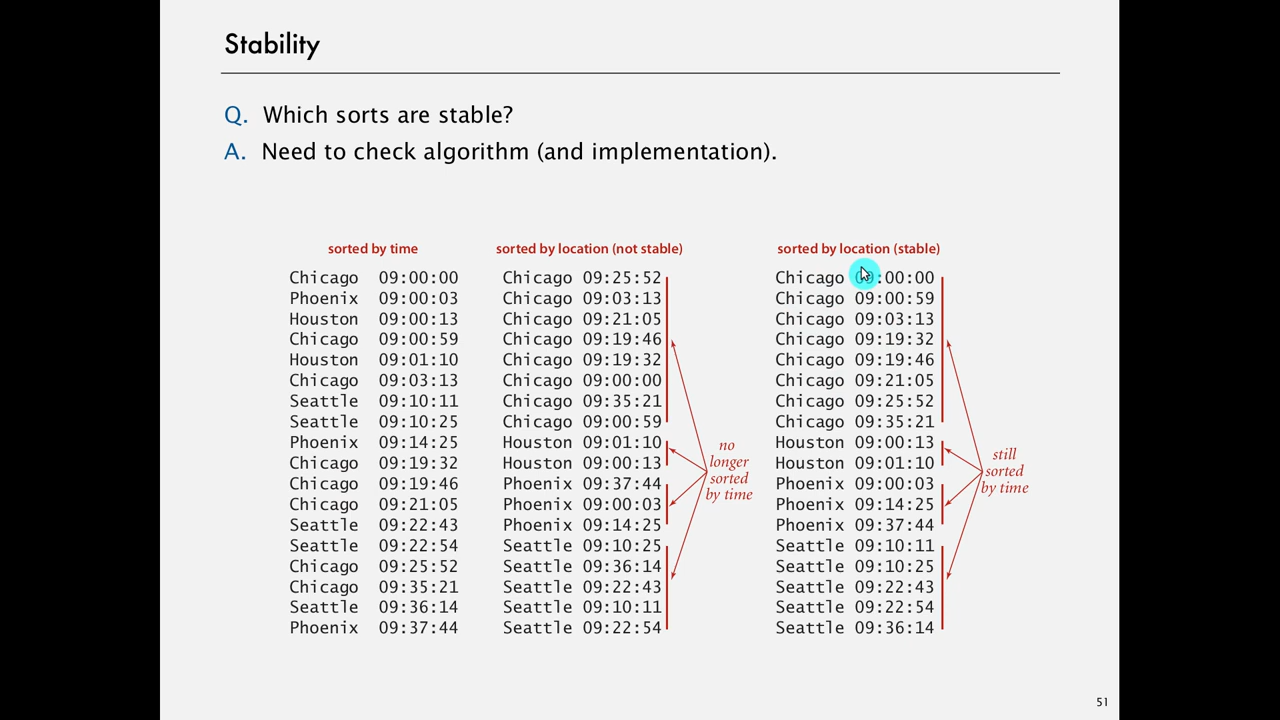 Stability
Q. Which sorts are stable?
A. Need to check algorithm (and implementation).
sorted by time
Chicago 09:00:00
Phoenix 09:00:03
Houston 09:00:13
Chicago 09:00:59
Houston 09:01:10
Chicago 09:03:13
Seattle 09:10:11
Seattle 09:10:25
Phoenix 09:14:25
Chicago 09:19:32
Chicago 09:19:46
Chicago 09:21:05
Seattle 09:22:43
Seattle 09:22:54
Chicago 09:25:52
Chicago 09:35:21
Seattle 09:36:14
Phoenix 09:37:44
sorted by location (not stable)
Chicago 09:25:52
Chicago 09:03:13
Chicago 09:21:05
Chicago 09:19:46
Chicago 09:19:32
Chicago 09:00:00
Chicago 09:35:21
Chicago 09:00:59
Houston 09:01:10
Houston 09:00:13
Phoenix 09:37:44
Phoenix 09:00:03
Phoenix 09:14:25
Seattle 09:10:25
Seattle 09:36:14
Seattle 09:22:43
Seattle 09:10:11
Seattle 09:22:54
no
longer
sorted
by time
sorted by location (stable)
Chicago 09:00:00
Chicago 09:00:59
Chicago 09:03:13
Chicago 09:19:32
Chicago 09:19:46
Chicago 09:21:05
Chicago 09:25:52
Chicago 09:35:21
Houston 09:00:13
Houston 09:01:10
Phoenix 09:00:03
Phoenix 09:14:25
Phoenix 09:37:44
Seattle 09:10:11
Seattle 09:10:25
Seattle 09:22:43
Seattle 09:22:54
Seattle 09:36:14
still
sorted
by time
51